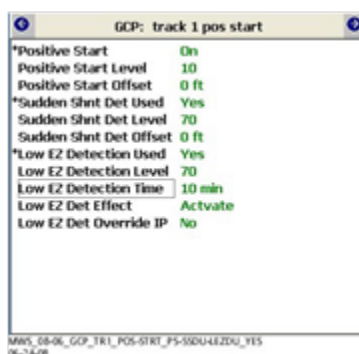 GCP: track 1 pos start
*Positive Start On
Positive Start Level 10
Positive Start Offset 0 ft
*Sudden Shnt Det Used Yes
Sudden Shnt Det Level 70
Sudden Shnt Det Offset 0 ft
*Low EZ Detection Used Yes
Low EZ Detection Level 70
Low EZ Detection Time 10 min
Low EZ Det Effect Actvate
Low EZ Det Override IP No
MWS_08-06_GCP_TR1_POS-STRT_PS-SSDU-LEZDU_YES
06-24-08